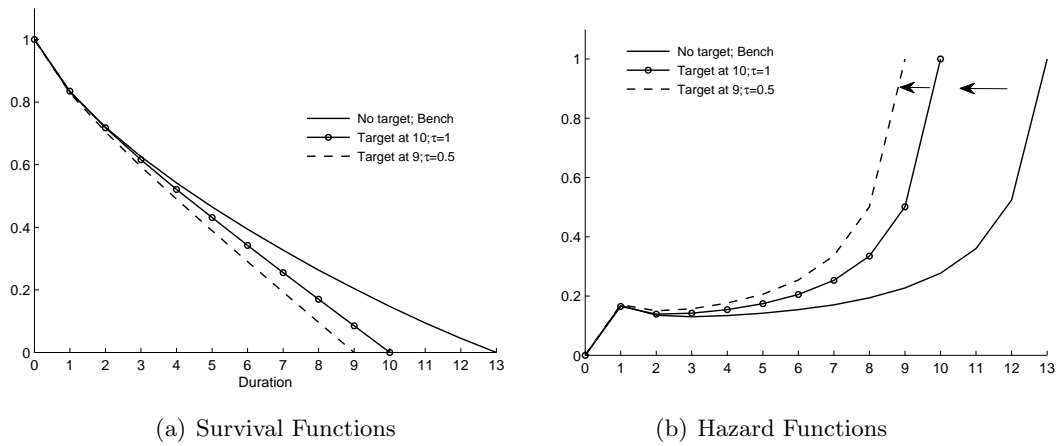 1
0.8
0.6
0.4
0.2
0
0 1 2 3 4 5 6 7 8 9 10 11 12 13
Duration
No target; Bench
Target at 10;τ=1
Target at 9;τ=0.5
(a) Survival Functions
1
0.8
0.6
0.4
0.2
0
0 1 2 3 4 5 6 7 8 9 10 11 12 13
No target; Bench
Target at 10;τ=1
Target at 9;τ=0.5
(b) Hazard Functions